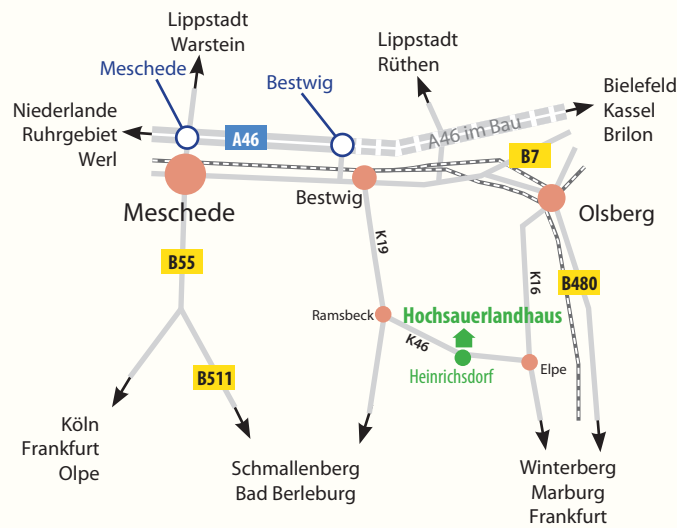 Lippstadt
Warstein
Lippstadt
Rüthen
Meschede
Bestwig
Bielefeld
Kassel
Brilon
Niederlande
Ruhrgebiet
Werl
A46
A46 im Bau
B7
Meschede
Bestwig
Olsberg
K19
B55
K16
B480
Ramsbeck
Hochsauerlandhaus
K46
Heinrichsdorf
Elpe
B511
Köln
Frankfurt
Olpe
Schmallenberg
Bad Berleburg
Winterberg
Marburg
Frankfurt